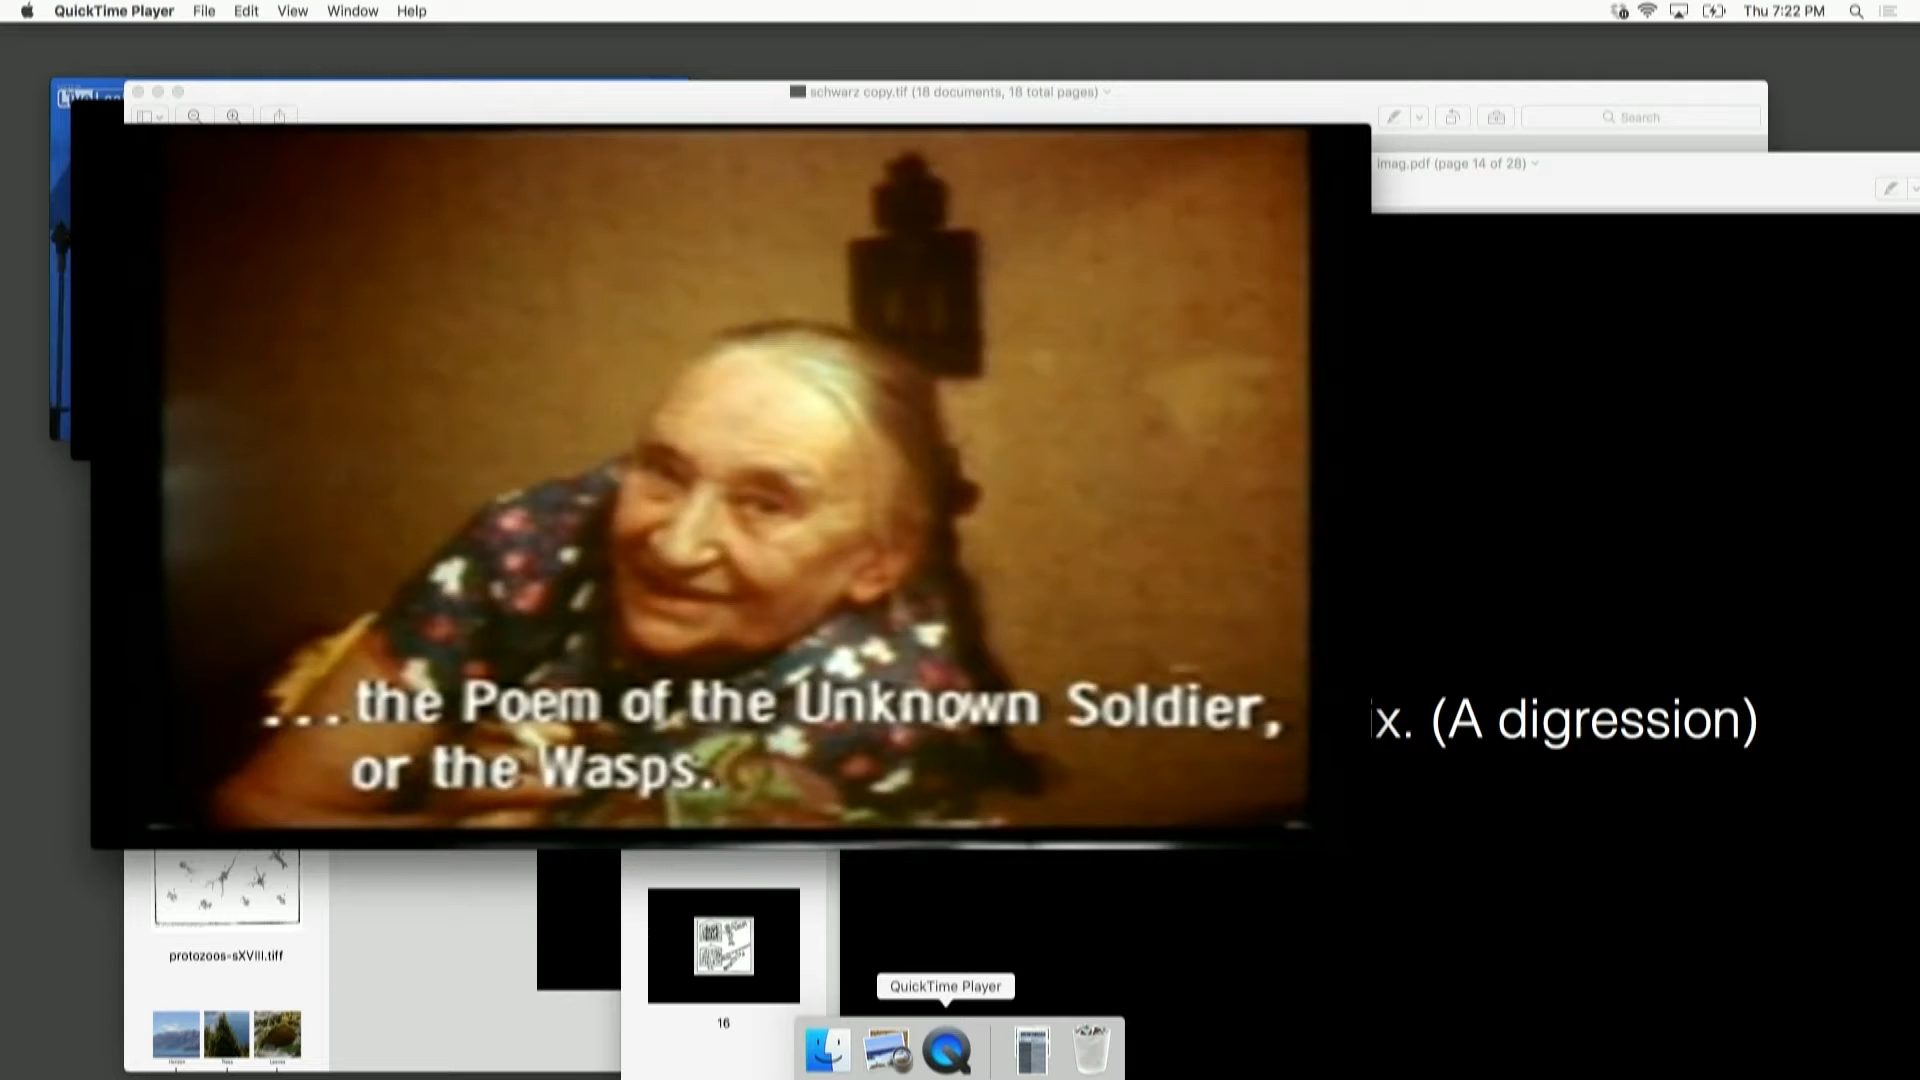 QuickTime Player File Edit View Window Help
Thu 7:22 PM
schwarz copy.tif (18 documents, 18 total pages)
Search
imag.pdf (page 14 of 28)
...the Poem of the Unknown Soldier,
or the Wasps.
ix. (A digression)
protozoos-sXVIII.tiff
16
QuickTime Player